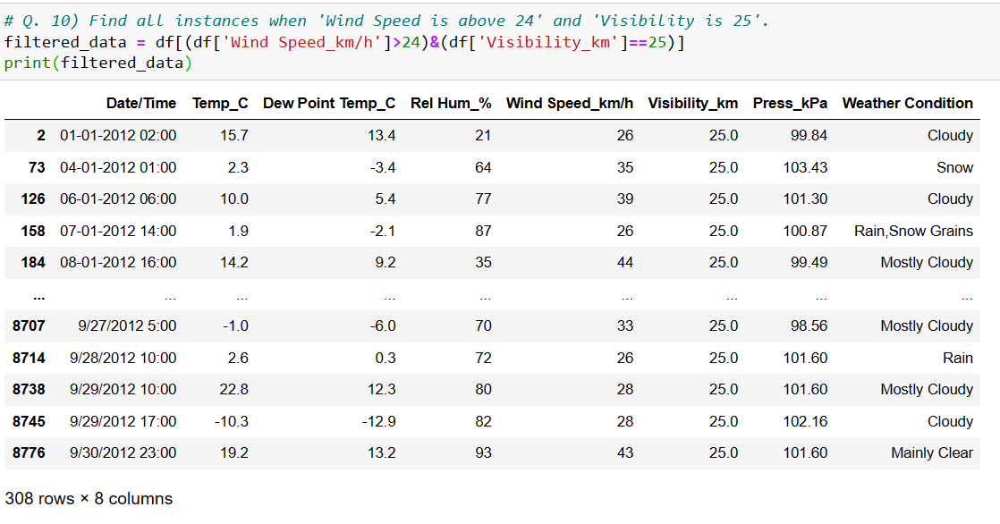 # Q. 10) Find all instances when 'Wind Speed is above 24' and 'Visibility is 25'.
filtered_data = df[(df['Wind Speed_km/h']>24)&(df['Visibility_km']==25)]
print(filtered_data)
Date/Time Temp_C Dew Point Temp_C Rel Hum_% Wind Speed_km/h Visibility_km Press_kPa Weather Condition
2 01-01-2012 02:00 15.7 13.4 21 26 25.0 99.84 Cloudy
73 04-01-2012 01:00 2.3 -3.4 64 35 25.0 103.43 Snow
126 06-01-2012 06:00 10.0 5.4 77 39 25.0 101.30 Cloudy
158 07-01-2012 14:00 1.9 -2.1 87 26 25.0 100.87 Rain,Snow Grains
184 08-01-2012 16:00 14.2 9.2 35 44 25.0 99.49 Mostly Cloudy
... ... ... ... ... ... ... ... ...
8707 9/27/2012 5:00 -1.0 -6.0 70 33 25.0 98.56 Mostly Cloudy
8714 9/28/2012 10:00 2.6 0.3 72 26 25.0 101.60 Rain
8738 9/29/2012 10:00 22.8 12.3 80 28 25.0 101.60 Mostly Cloudy
8745 9/29/2012 17:00 -10.3 -12.9 82 28 25.0 102.16 Cloudy
8776 9/30/2012 23:00 19.2 13.2 93 43 25.0 101.60 Mainly Clear
308 rows × 8 columns